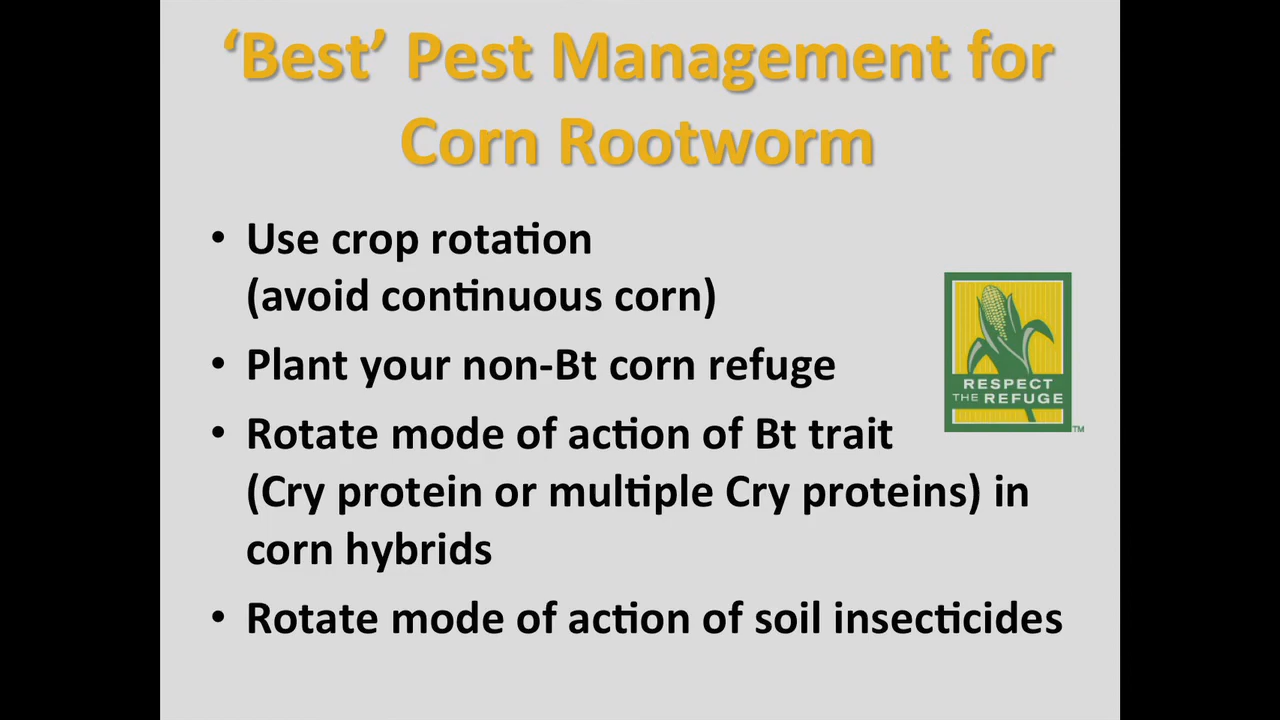 ‘Best’ Pest Management for
Corn Rootworm
• Use crop rotation
(avoid continuous corn)
• Plant your non-Bt corn refuge
• Rotate mode of action of Bt trait
(Cry protein or multiple Cry proteins) in
corn hybrids
• Rotate mode of action of soil insecticides
RESPECT
THE REFUGE
TM